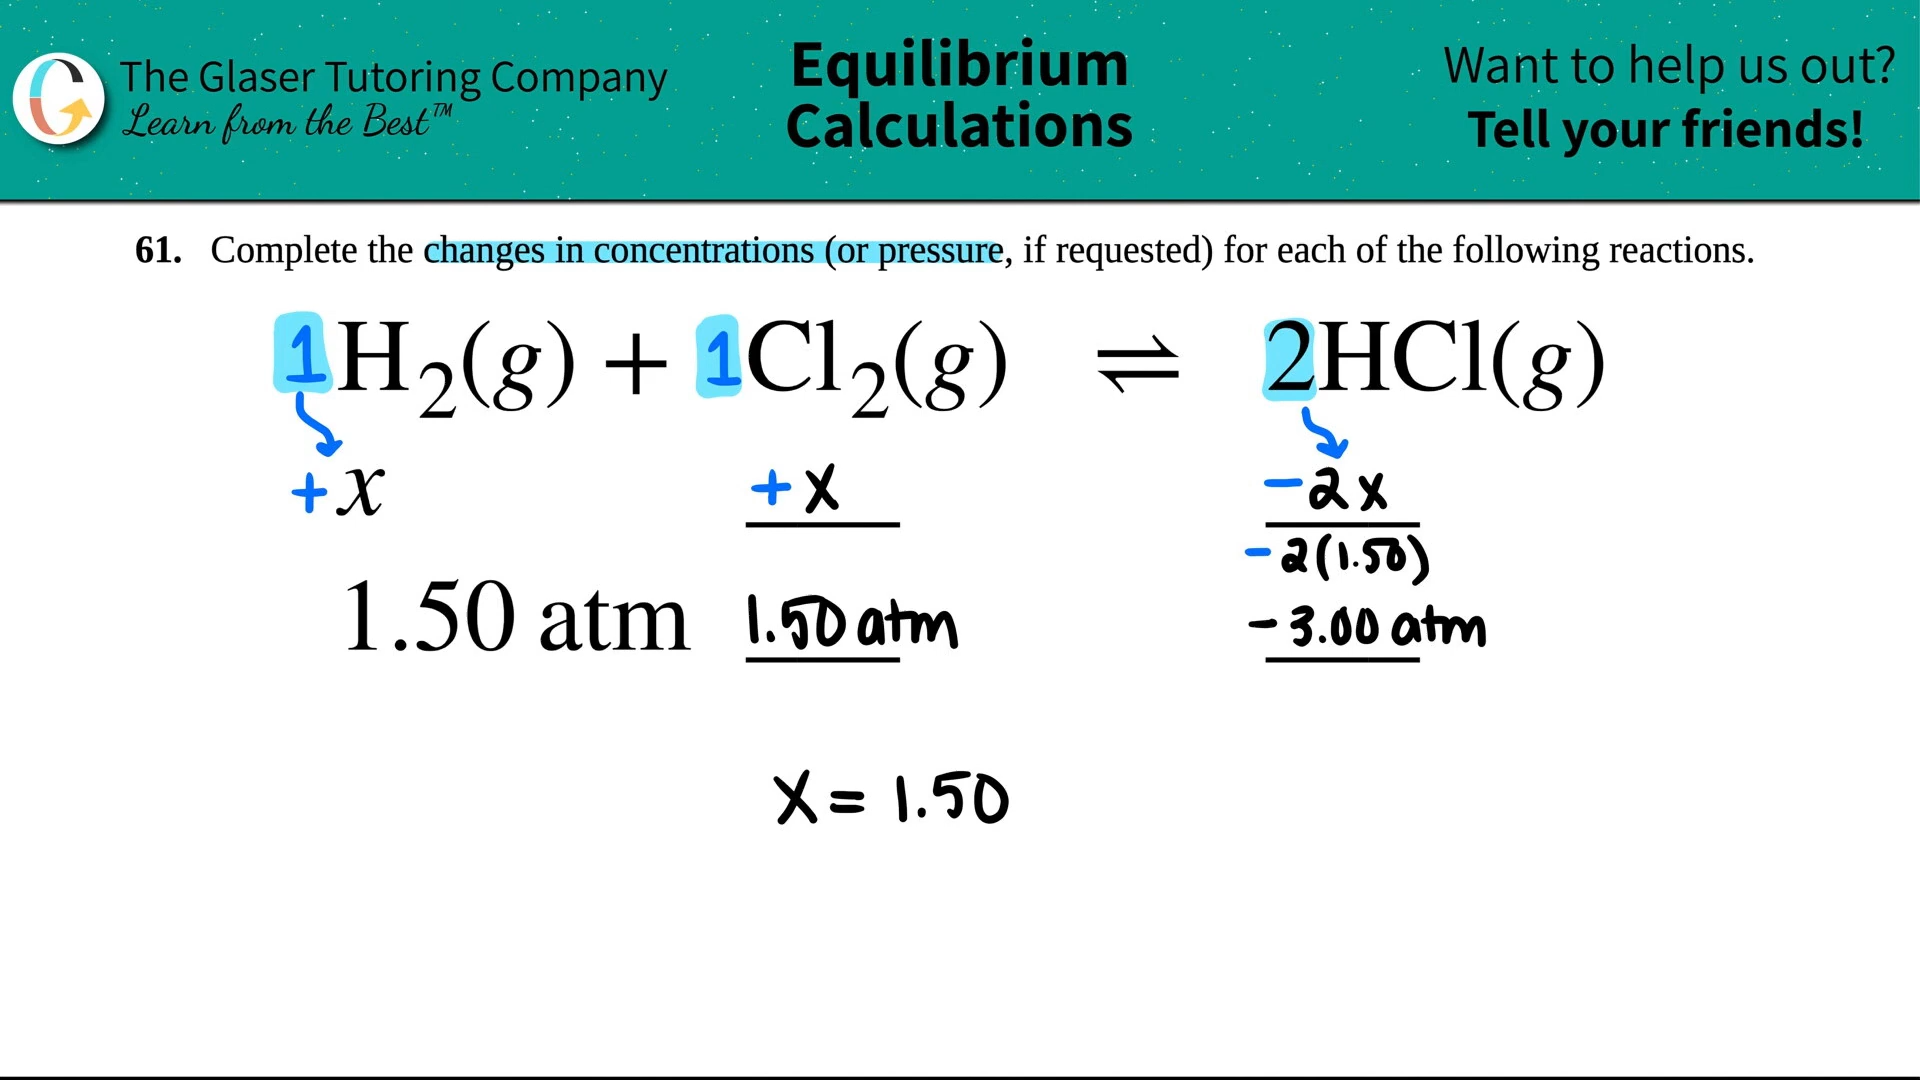 The Glaser Tutoring Company
Learn from the Best™
Equilibrium
Calculations
Want to help us out?
Tell your friends!
61. Complete the changes in concentrations (or pressure, if requested) for each of the following reactions.
1H₂(g) + 1Cl₂(g) ⇌ 2HCl(g)
+x +x -2x
-2(1.50)
1.50 atm 1.50 atm -3.00 atm
x = 1.50